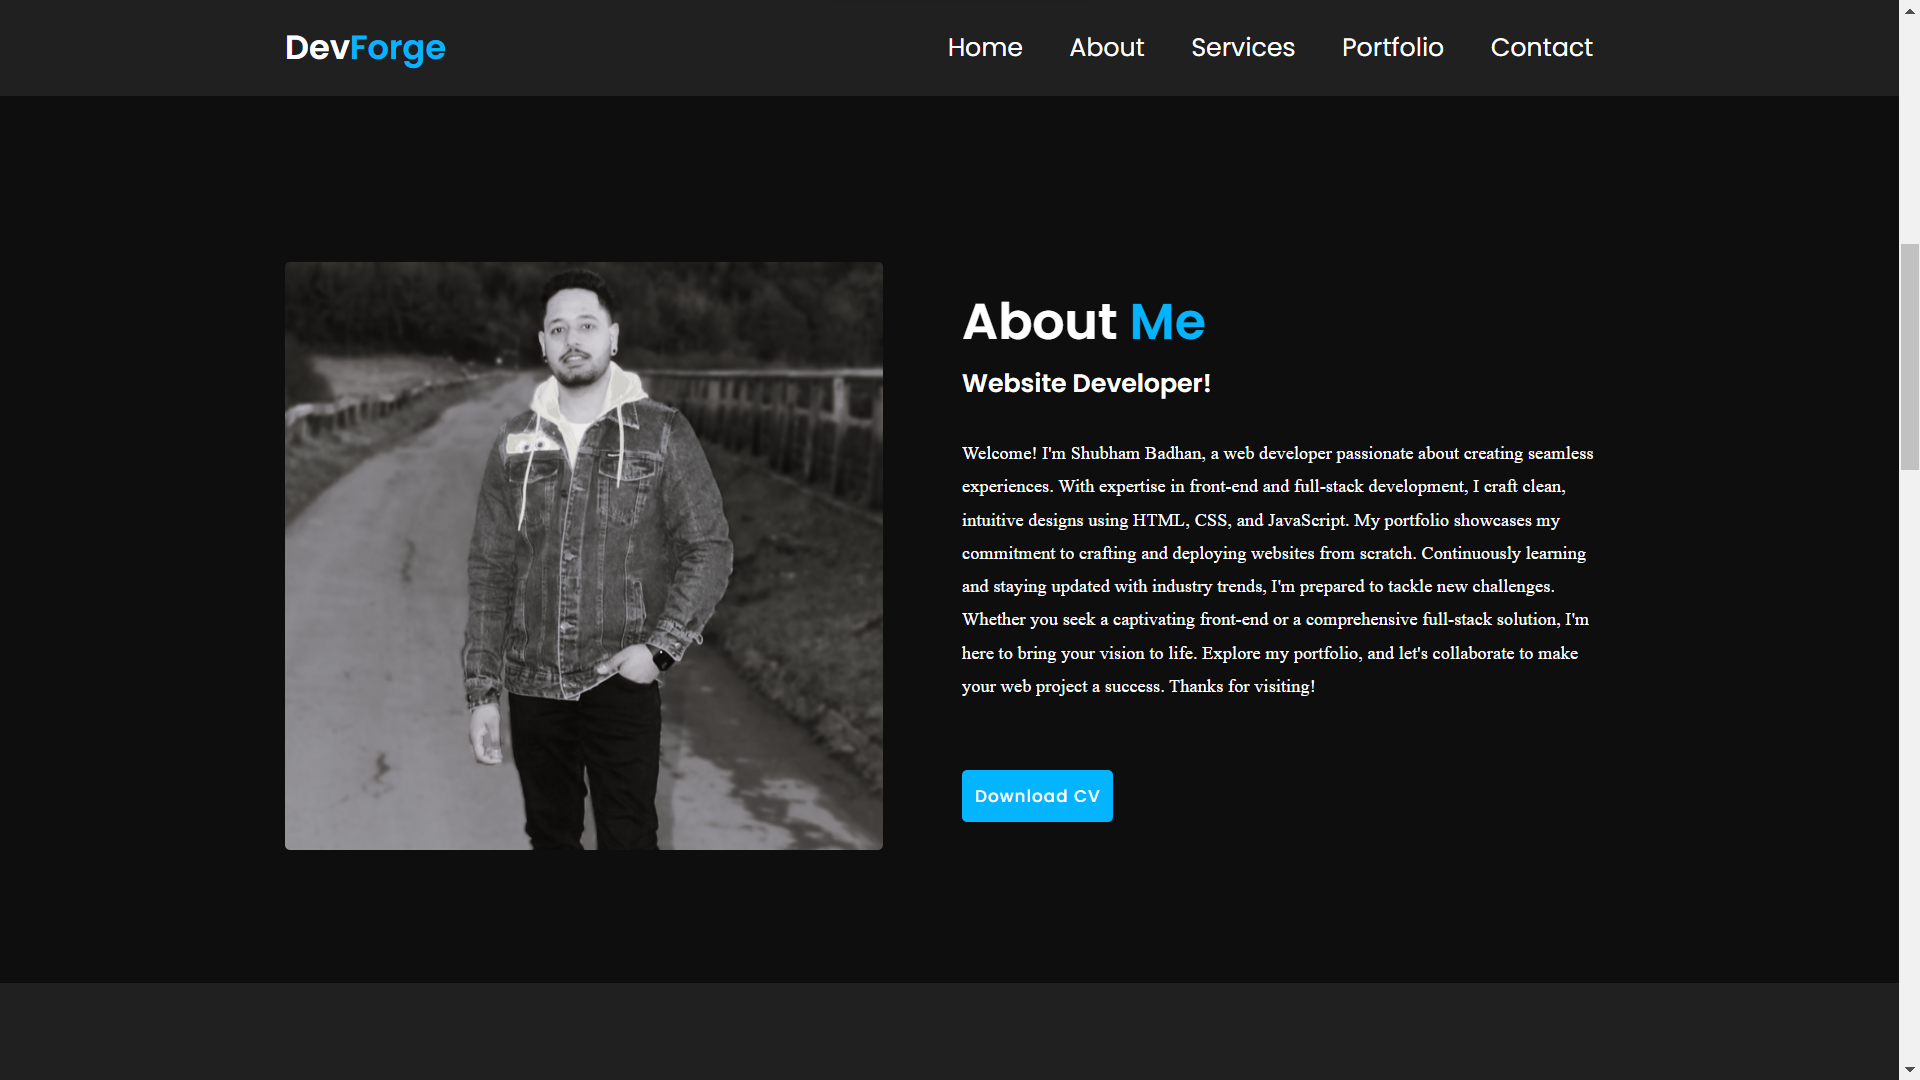 DevForge
Home About Services Portfolio Contact
About Me
Website Developer!
Welcome! I'm Shubham Badhan, a web developer passionate about creating seamless
experiences. With expertise in front-end and full-stack development, I craft clean,
intuitive designs using HTML, CSS, and JavaScript. My portfolio showcases my
commitment to crafting and deploying websites from scratch. Continuously learning
and staying updated with industry trends, I'm prepared to tackle new challenges.
Whether you seek a captivating front-end or a comprehensive full-stack solution, I'm
here to bring your vision to life. Explore my portfolio, and let's collaborate to make
your web project a success. Thanks for visiting!
Download CV